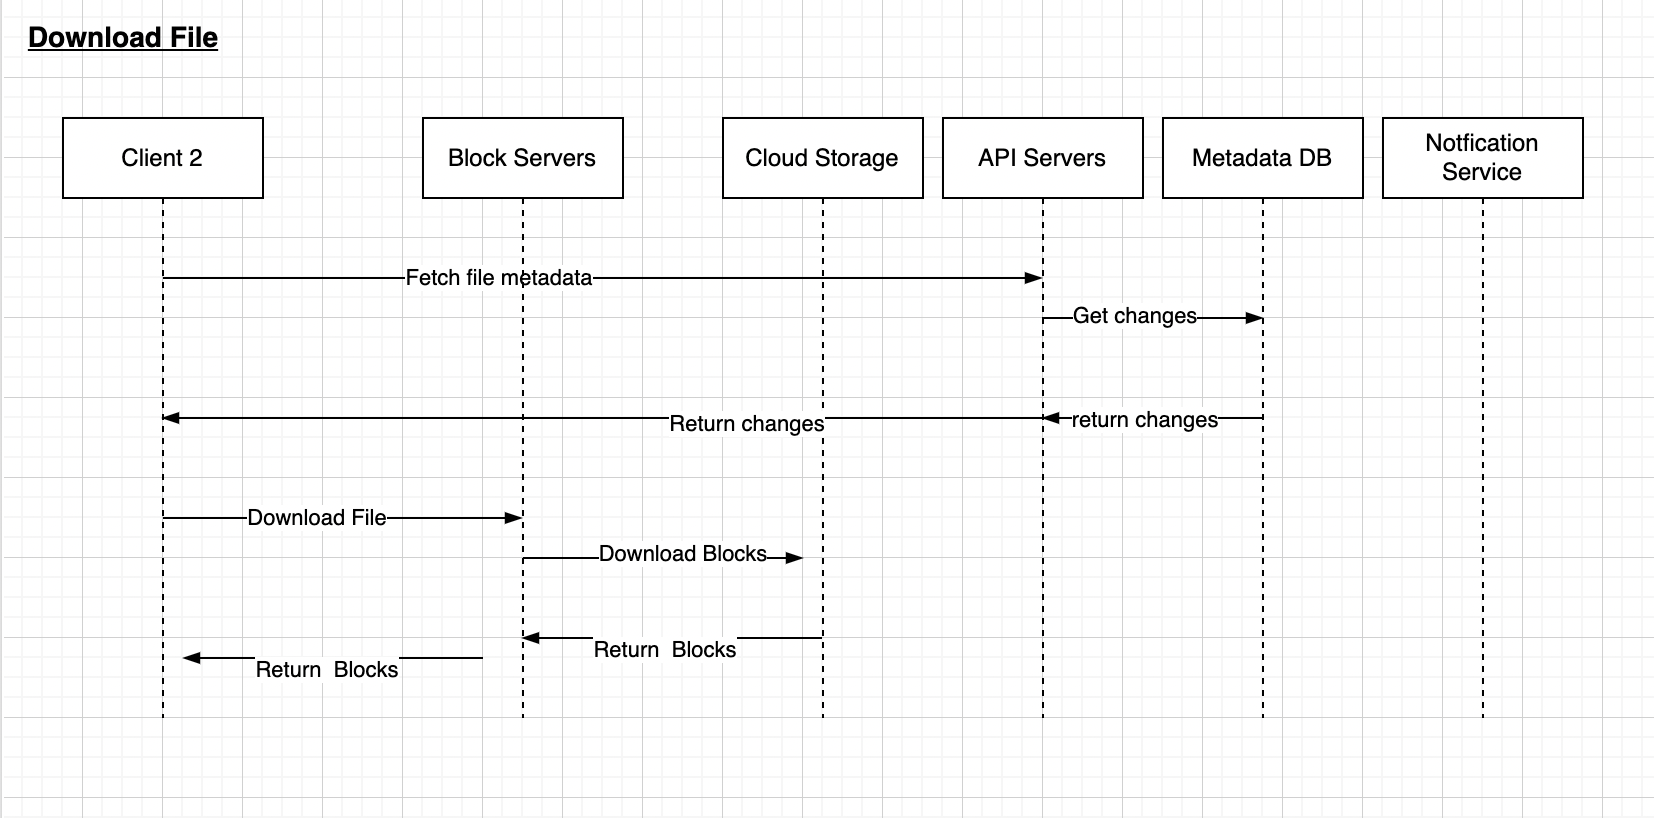 Download File
Client 2
Block Servers
Cloud Storage
API Servers
Metadata DB
Notfication
Service
Fetch file metadata
Get changes
Return changes
return changes
Download File
Download Blocks
Return  Blocks
Return  Blocks